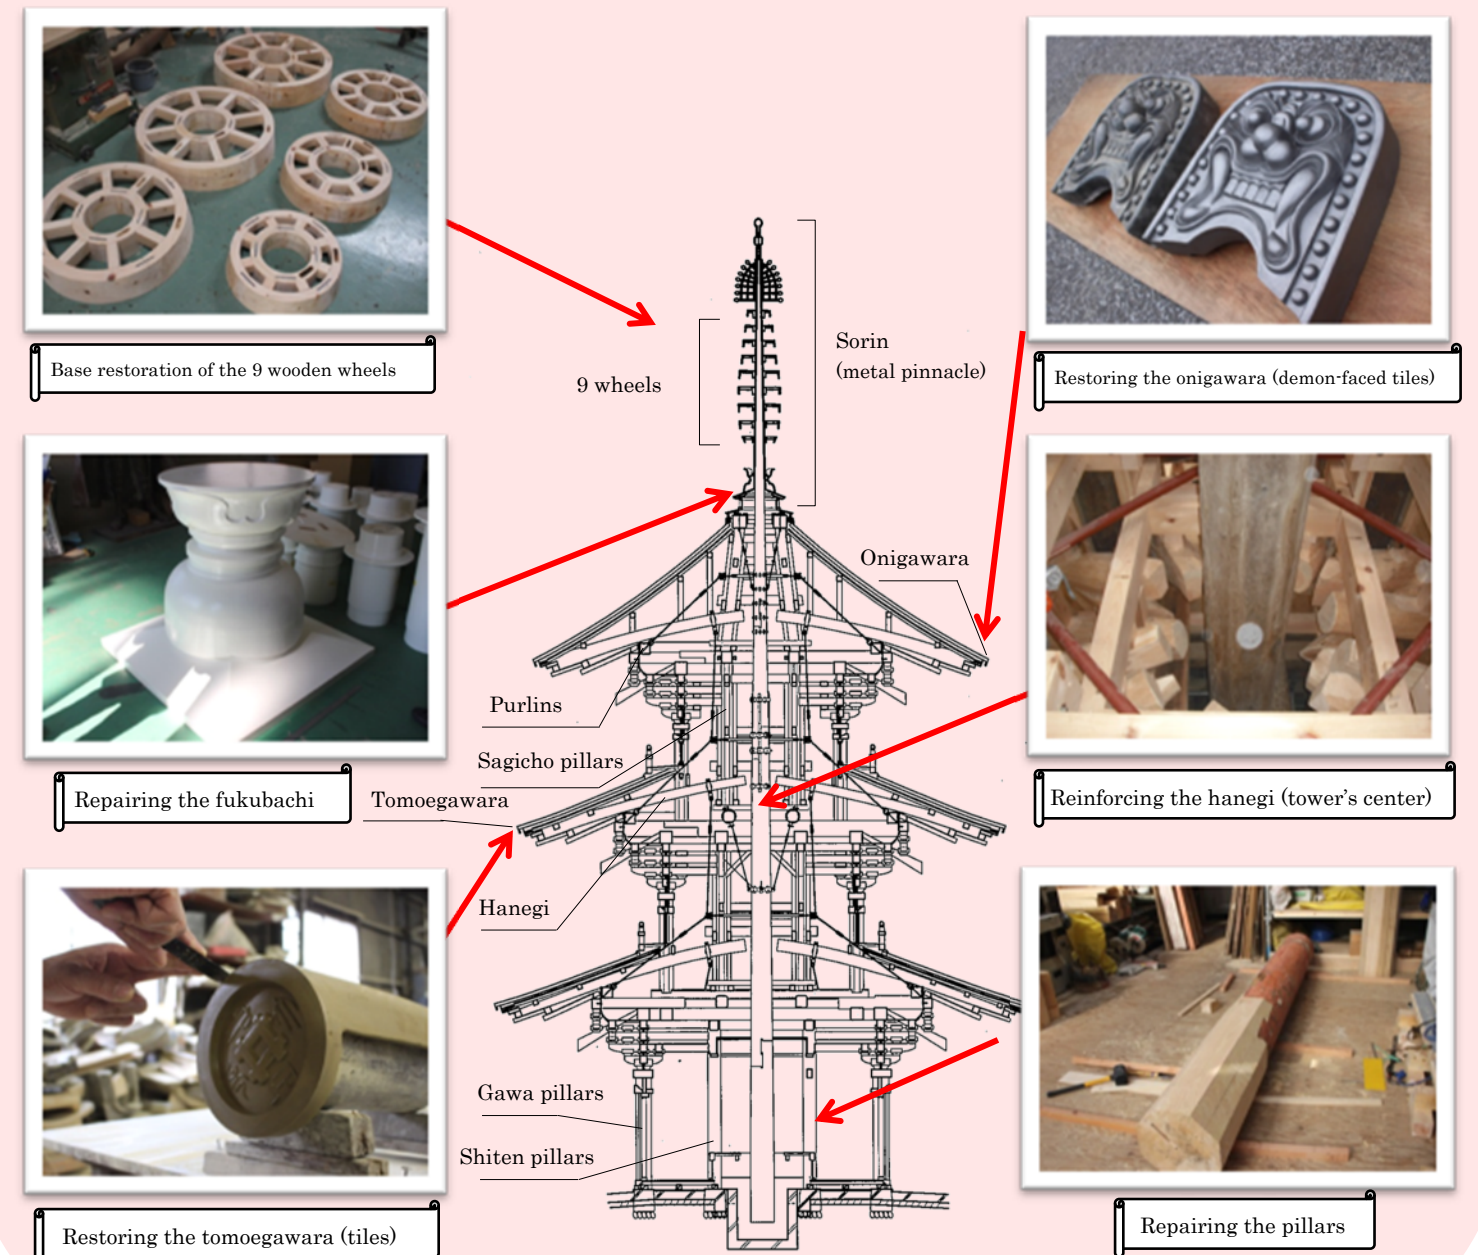 Base restoration of the 9 wooden wheels
Restoring the onigawara (demon-faced tiles)
Sorin
(metal pinnacle)
9 wheels
Onigawara
Purlins
Sagicho pillars
Repairing the fukubachi
Tomoegawara
Reinforcing the hanegi (tower's center)
Hanegi
Gawa pillars
Shiten pillars
Restoring the tomoegawara (tiles)
Repairing the pillars